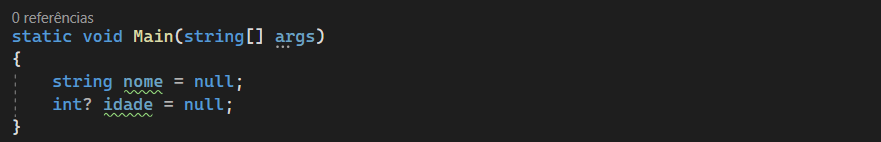 0 referências
static void Main(string[] args)
{
string nome = null;
int? idade = null;
}